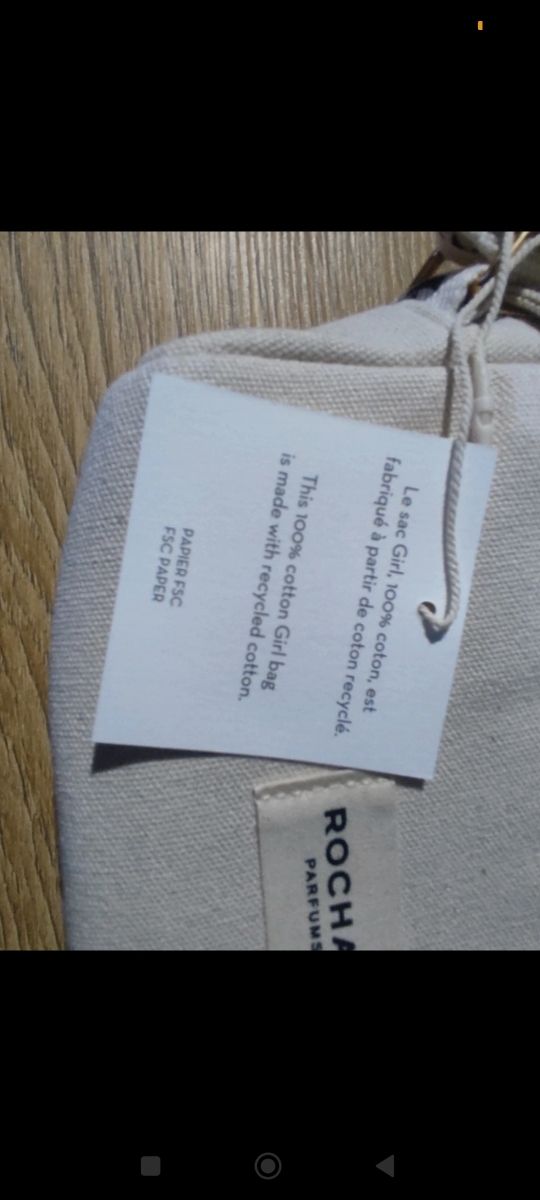 Le sac Girl, 100% coton, est
fabriqué à partir de coton recyclé.
This 100% cotton Girl bag
is made with recycled cotton.
PAPIER FSC
FSC PAPER
ROCHA
PARFUMS